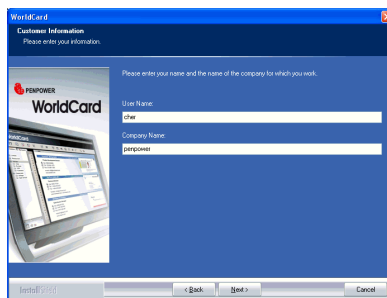 WorldCard
Customer Information
Please enter your information.
Please enter your name and the name of the company for which you work.
PENPOWER
WorldCard
User Name:
cher
Company Name:
penpower
InstallShield
< Back
Next >
Cancel